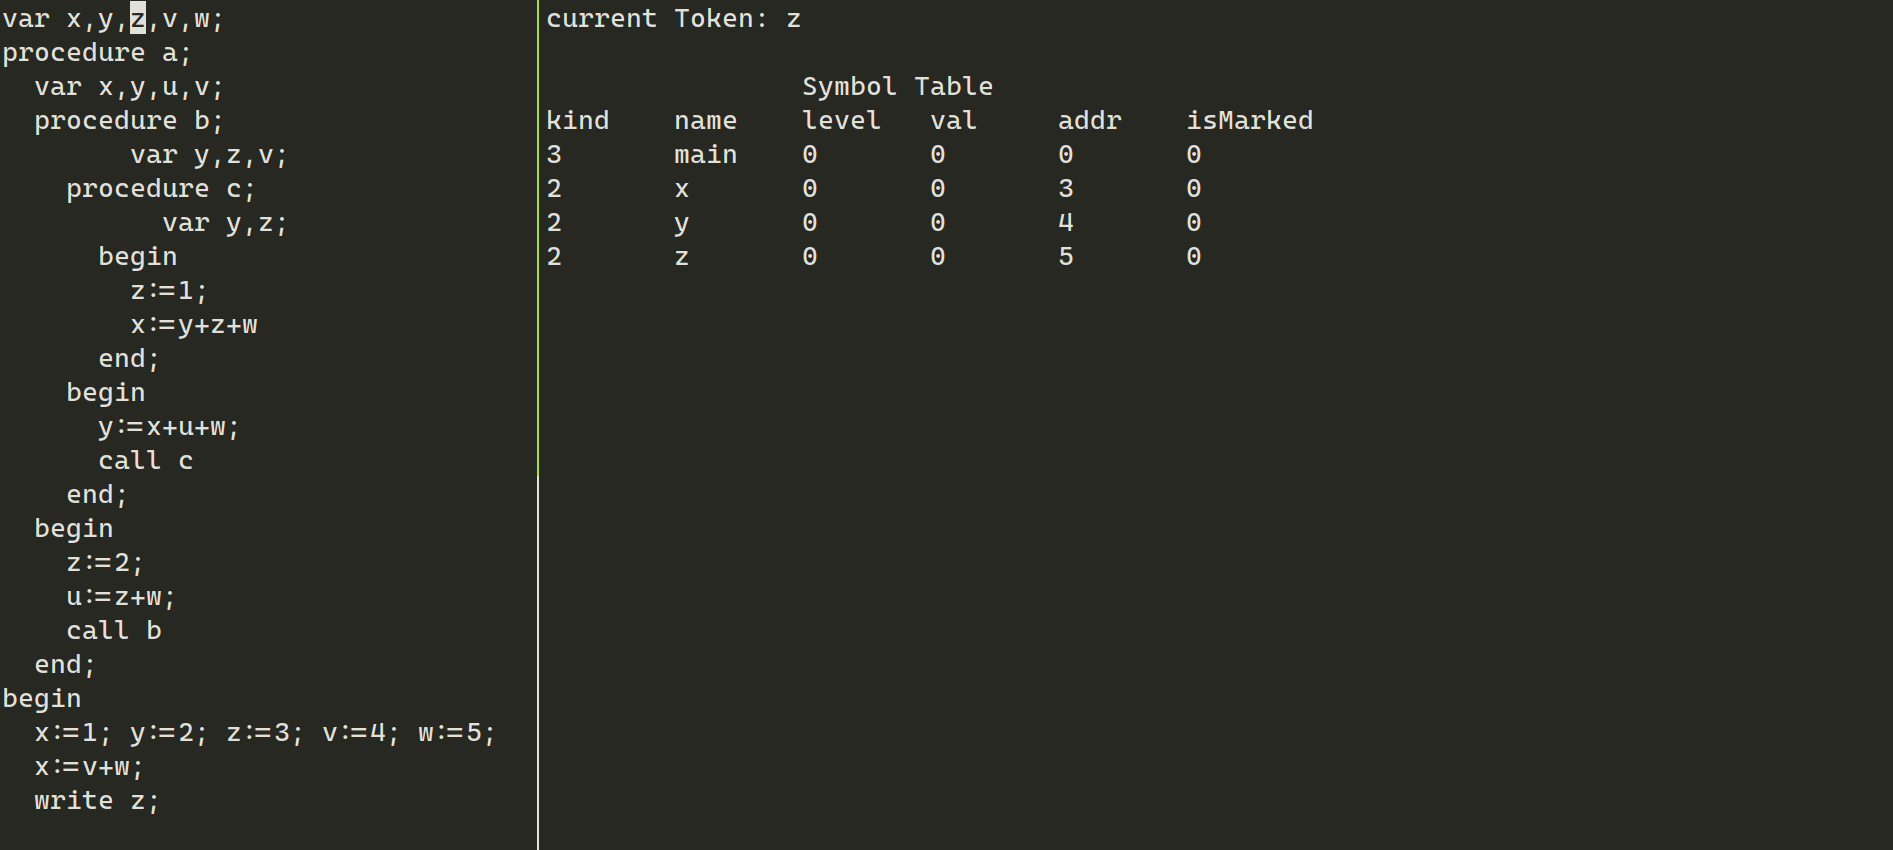 var x,y,z,v,w;
procedure a;
  var x,y,u,v;
  procedure b;
        var y,z,v;
    procedure c;
          var y,z;
      begin
        z:=1;
        x:=y+z+w
      end;
    begin
      y:=x+u+w;
      call c
    end;
  begin
    z:=2;
    u:=z+w;
    call b
  end;
begin
  x:=1; y:=2; z:=3; v:=4; w:=5;
  x:=v+w;
  write z;
current Token: z
Symbol Table
kind    name    level   val     addr    isMarked
3       main    0       0       0       0
2       x       0       0       3       0
2       y       0       0       4       0
2       z       0       0       5       0